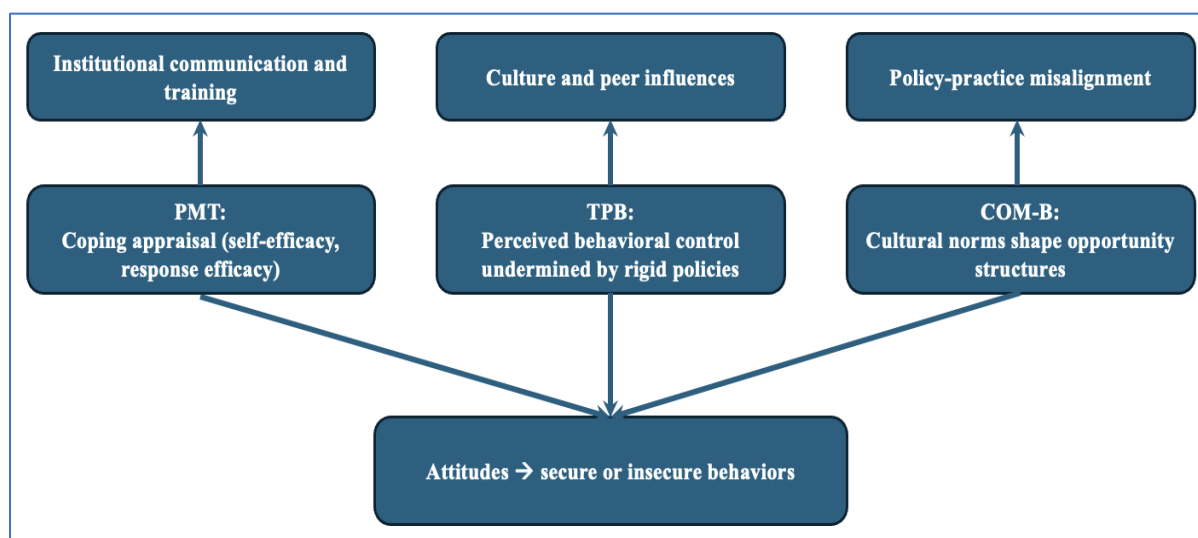 Institutional communication and
training
Culture and peer influences
Policy-practice misalignment
PMT:
Coping appraisal (self-efficacy,
response efficacy)
TPB:
Perceived behavioral control
undermined by rigid policies
COM-B:
Cultural norms shape opportunity
structures
Attitudes → secure or insecure behaviors